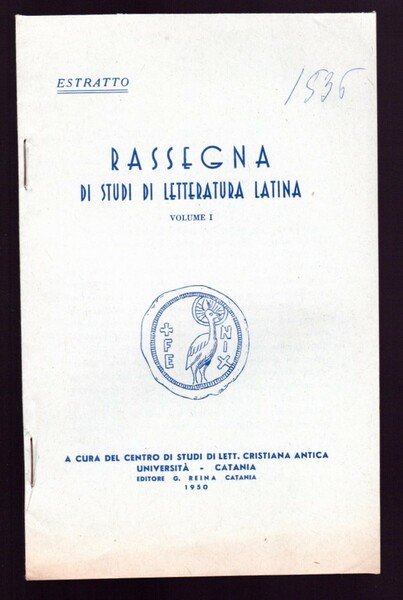 ESTRATTO
1536
RASSEGNA
DI STUDI DI LETTERATURA LATINA
VOLUME I
+FE
NIX
A CURA DEL CENTRO DI STUDI DI LETT. CRISTIANA ANTICA
UNIVERSITÀ - CATANIA
EDITORE G. REINA CATANIA
1950